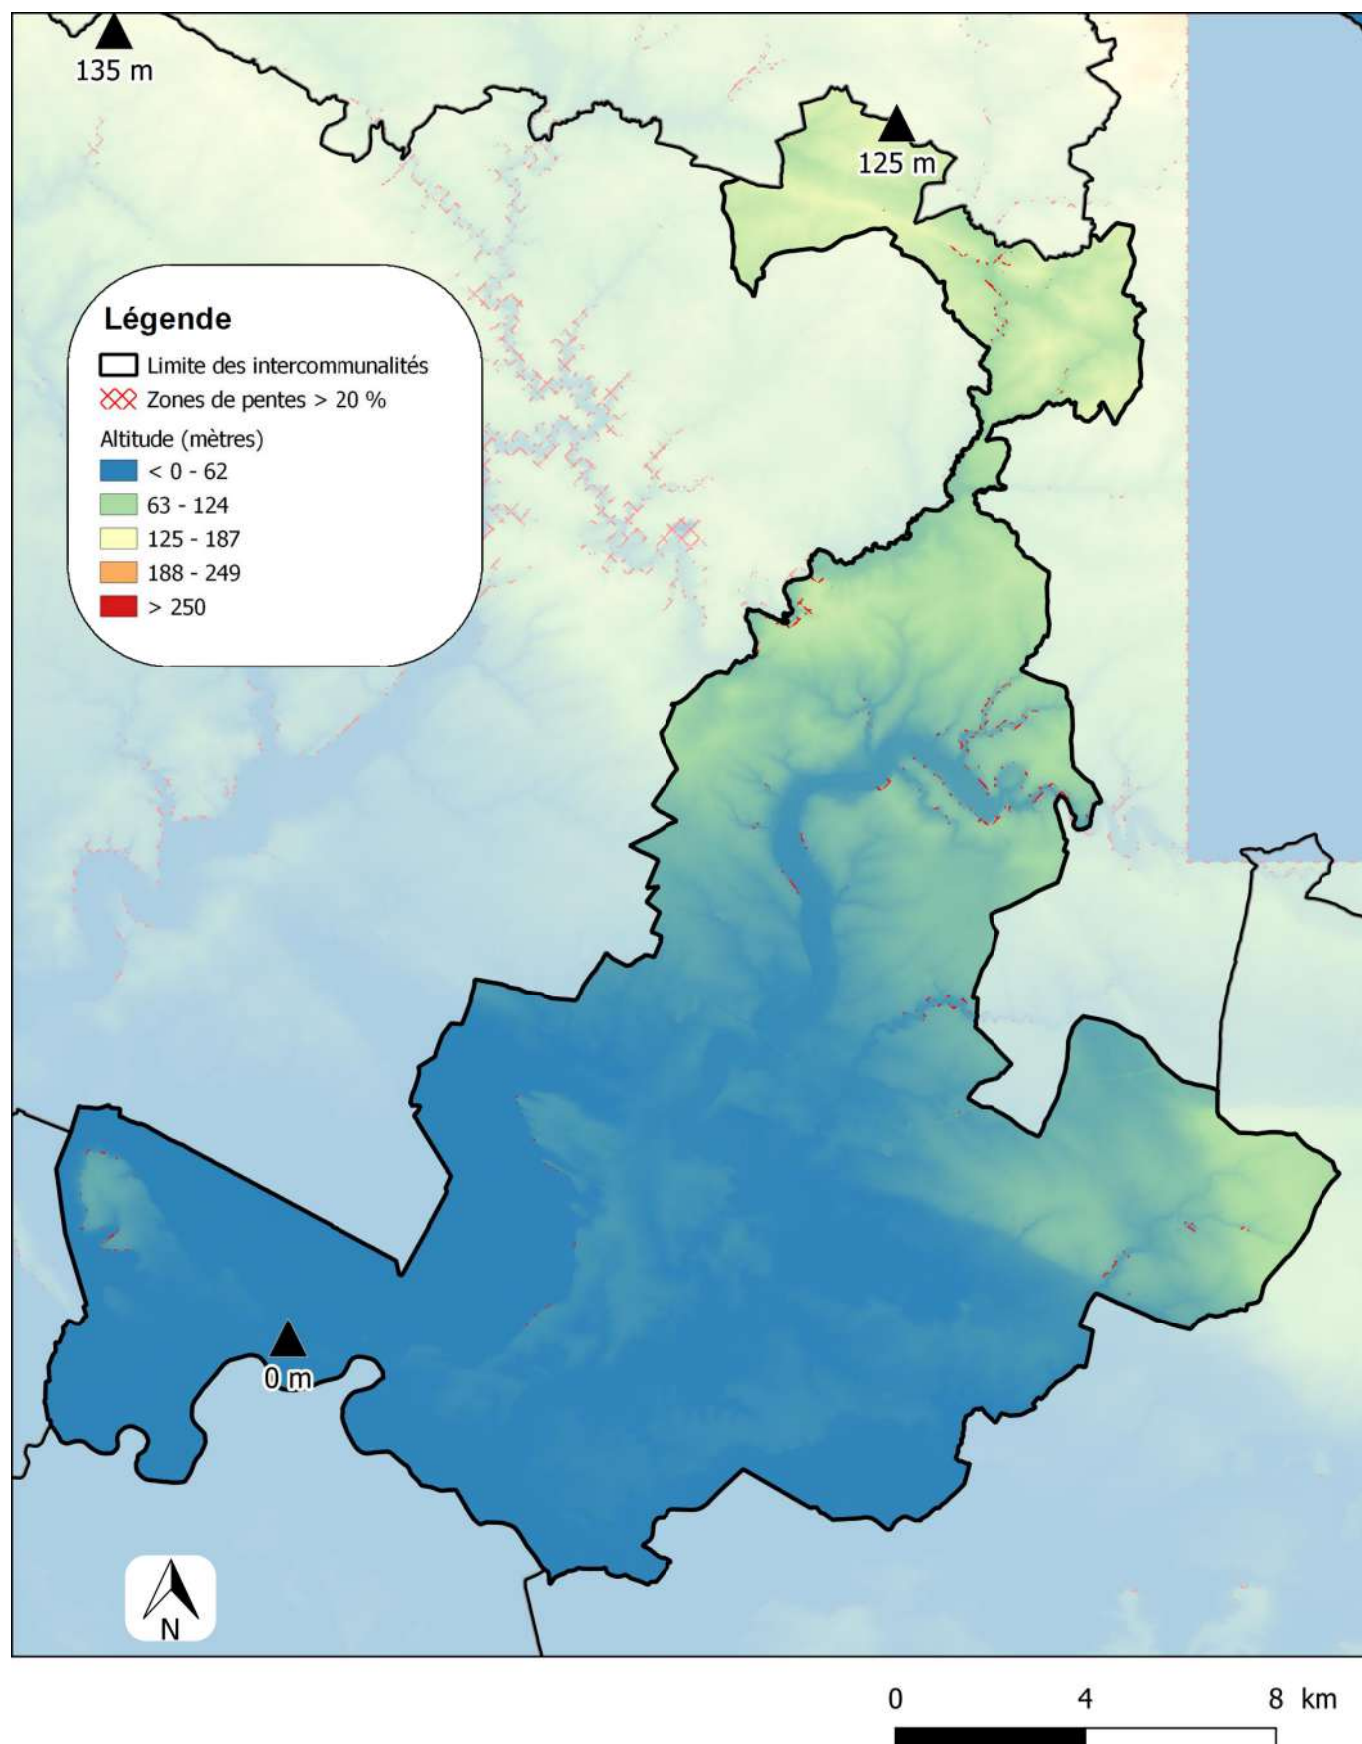 135 m
125 m
Légende
Limite des intercommunalités
Zones de pentes > 20 %
Altitude (mètres)
< 0 - 62
63 - 124
125 - 187
188 - 249
> 250
0 m
N
0 4 8 km